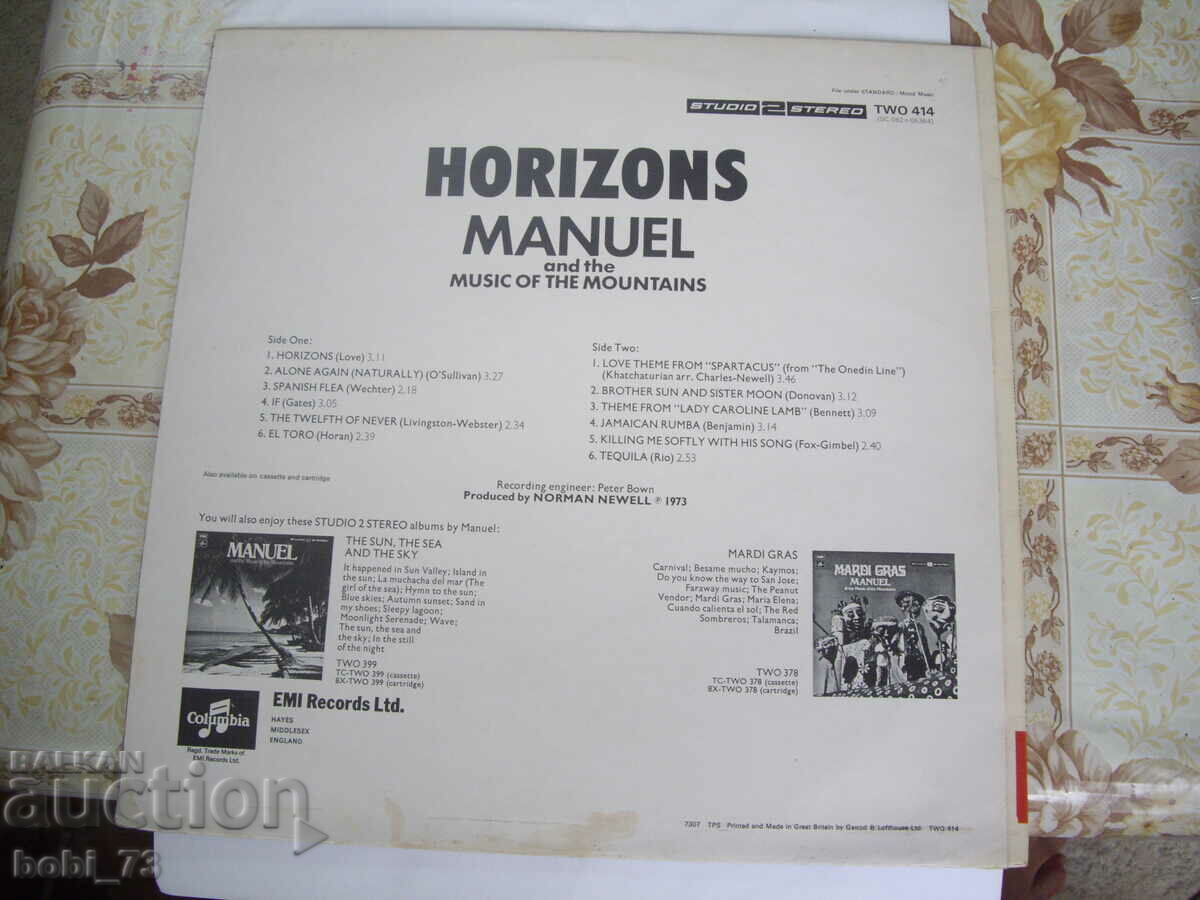 File under STANDARD : Mood Music
STUDIO 2 STEREO TWO 414
HORIZONS
MANUEL
and the
MUSIC OF THE MOUNTAINS
Side One:
1. HORIZONS (Love) 3.11
2. ALONE AGAIN (NATURALLY) (O'Sullivan) 3.27
3. SPANISH FLEA (Wechter) 2.18
4. IF (Gates) 3.05
5. THE TWELFTH OF NEVER (Livingston-Webster) 2.34
6. EL TORO (Horan) 2.39
Side Two:
1. LOVE THEME FROM "SPARTACUS" (from "The Onedin Line")
(Khatchaturian arr. Charles-Newell) 3.46
2. BROTHER SUN AND SISTER MOON (Donovan) 3.12
3. THEME FROM "LADY CAROLINE LAMB" (Bennett) 3.09
4. JAMAICAN RUMBA (Benjamin) 3.14
5. KILLING ME SOFTLY WITH HIS SONG (Fox-Gimbel) 2.40
6. TEQUILA (Rio) 2.53
Also available on cassette and cartridge
Recording engineer: Peter Bown
Produced by NORMAN NEWELL ℗ 1973
You will also enjoy these STUDIO 2 STEREO albums by Manuel:
MANUEL
THE SUN, THE SEA
AND THE SKY
It happened in Sun Valley; Island in
the sun; La muchacha del mar (The
girl of the sea); Hymn to the sun;
Blue skies; Autumn sunset; Sand in
my shoes; Sleepy lagoon;
Moonlight Serenade; Wave;
The sun, the sea and
the sky; In the still
of the night
TWO 399
TC-TWO 399 (cassette)
8X-TWO 399 (cartridge)
MARDI GRAS
Carnival; Besame mucho; Kaymos;
Do you know the way to San Jose;
Faraway music; The Peanut
Vendor; Mardi Gras; Maria Elena;
Cuando calienta el sol; The Red
Sombreros; Talamanca;
Brazil
TWO 378
TC-TWO 378 (cassette)
8X-TWO 378 (cartridge)
MARDI GRAS
MANUEL
Columbia
Regd. Trade Marks of
EMI Records Ltd.
EMI Records Ltd.
HAYES
MIDDLESEX
ENGLAND
7307 TPS Printed and Made in Great Britain by Garrod & Lofthouse Ltd. TWO 414
БАЕКАН
auction
bobi_73